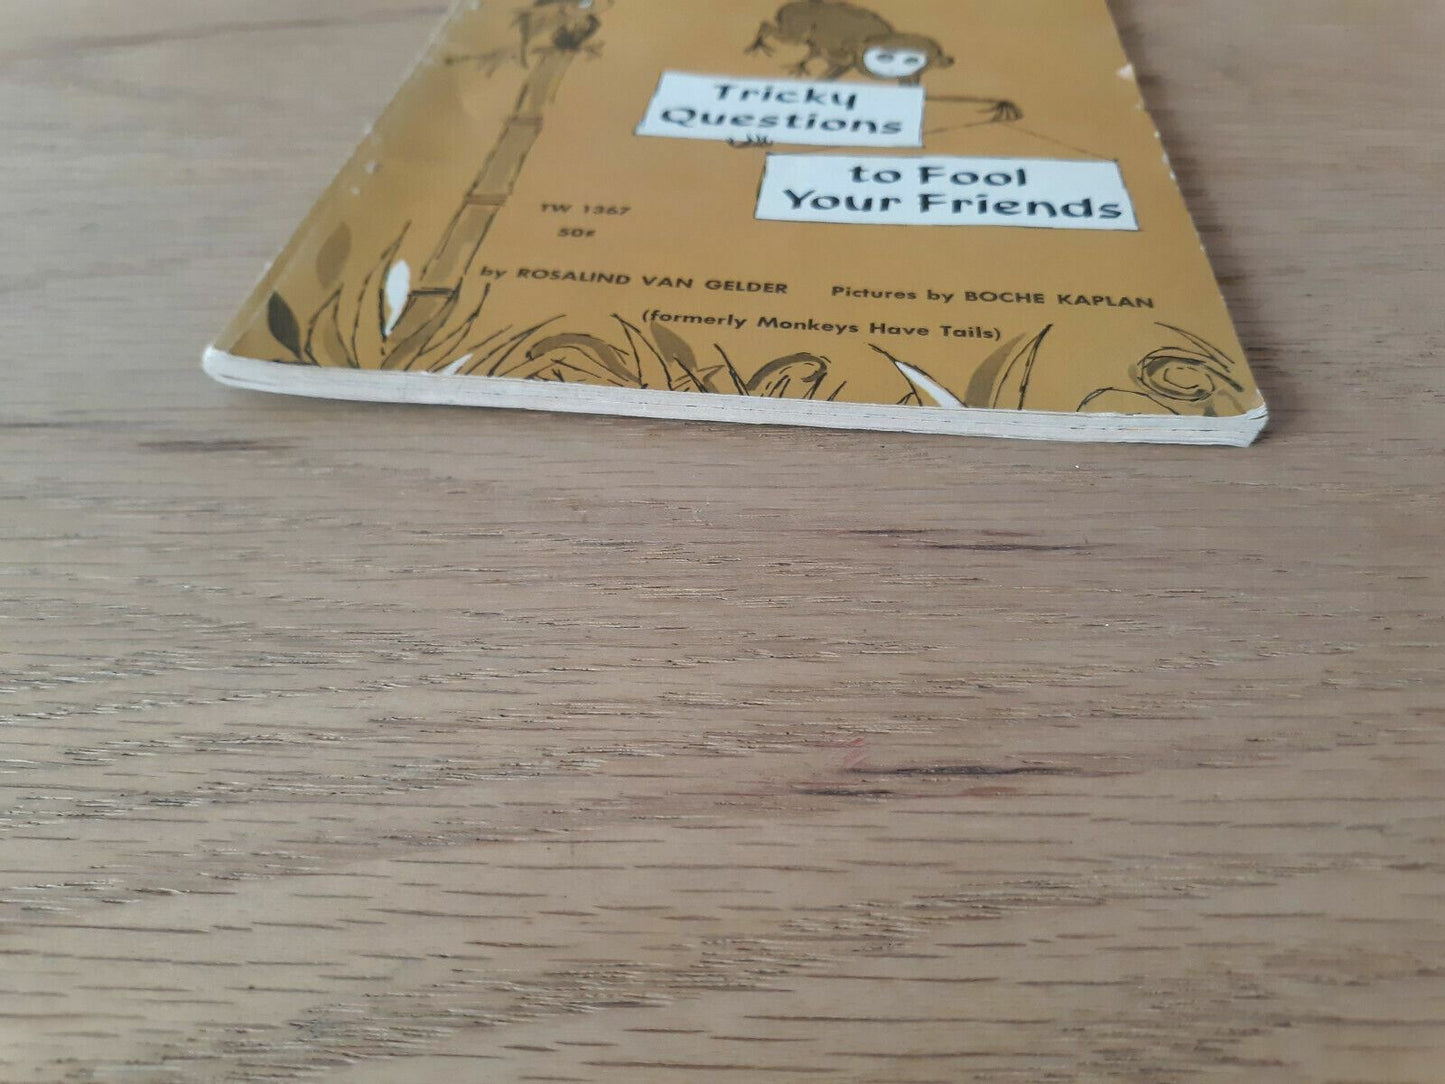 Tricky
Questions
to Fool
Your Friends
TW 1367
50¢
by ROSALIND VAN GELDER Pictures by BOCHE KAPLAN
(formerly Monkeys Have Tails)